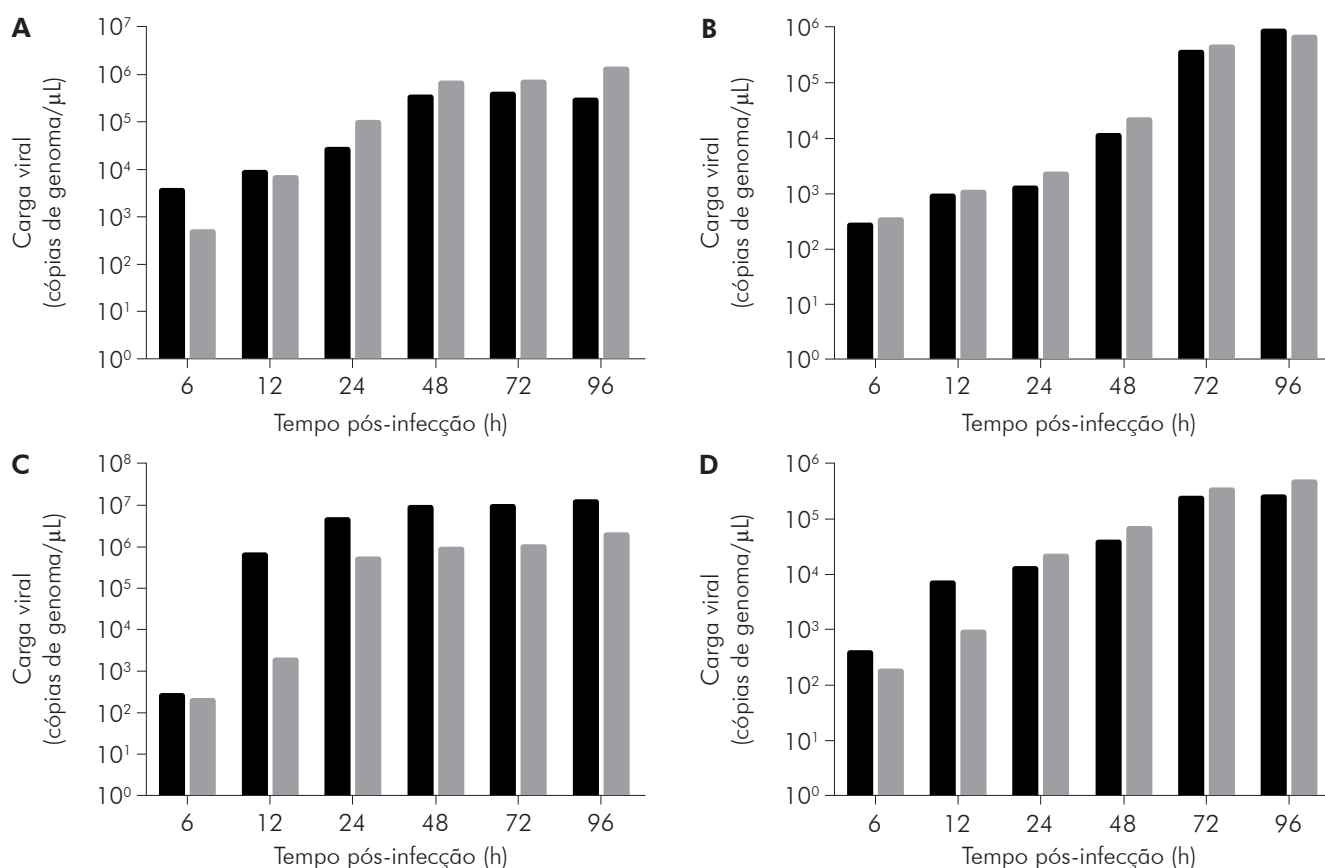 A
Carga viral
(cópias de genoma/μL)
10⁷
10⁶
10⁵
10⁴
10³
10²
10¹
10⁰
6 12 24 48 72 96
Tempo pós-infecção (h)
B
Carga viral
(cópias de genoma/μL)
10⁶
10⁵
10⁴
10³
10²
10¹
10⁰
6 12 24 48 72 96
Tempo pós-infecção (h)
C
Carga viral
(cópias de genoma/μL)
10⁸
10⁷
10⁶
10⁵
10⁴
10³
10²
10¹
10⁰
6 12 24 48 72 96
Tempo pós-infecção (h)
D
Carga viral
(cópias de genoma/μL)
10⁶
10⁵
10⁴
10³
10²
10¹
10⁰
6 12 24 48 72 96
Tempo pós-infecção (h)